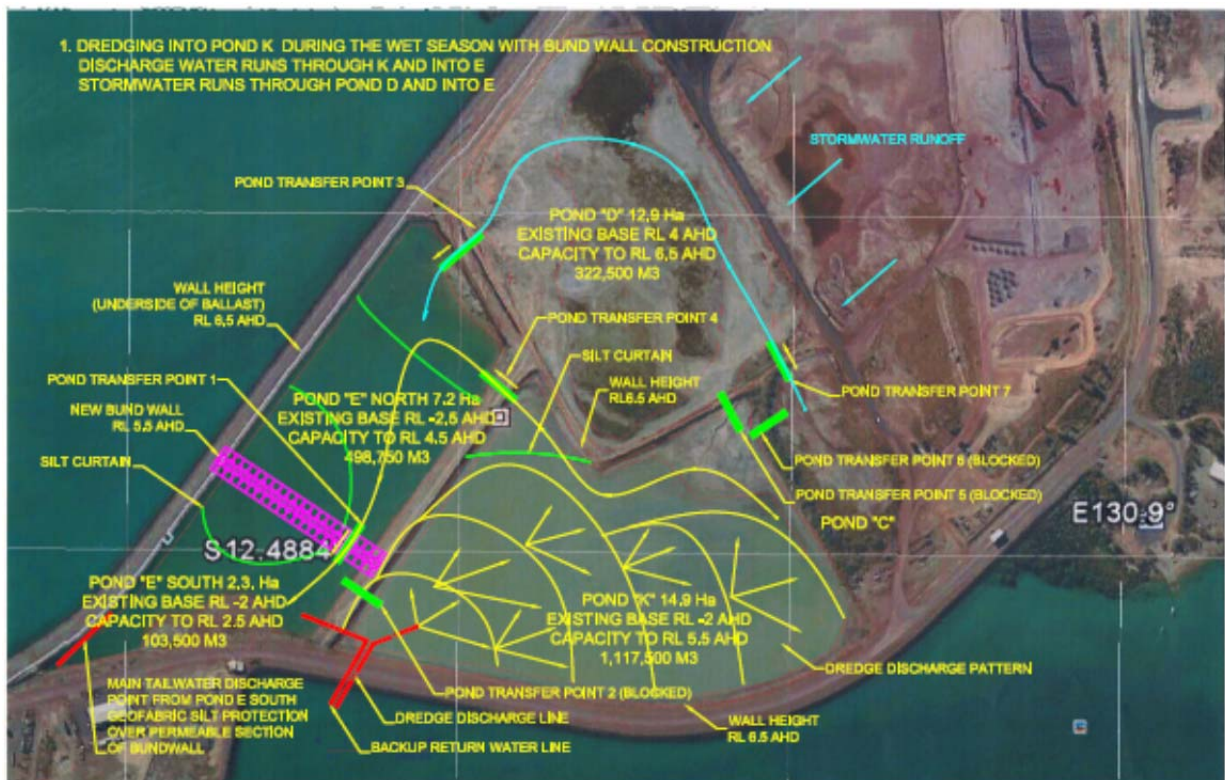 1. DREDGING INTO POND K DURING THE WET SEASON WITH BUND WALL CONSTRUCTION
DISCHARGE WATER RUNS THROUGH K AND INTO E
STORMWATER RUNS THROUGH POND D AND INTO E
STORMWATER RUNOFF
POND TRANSFER POINT 3
POND "D" 12,9 Ha
EXISTING BASE RL 4 AHD
CAPACITY TO RL 6,5 AHD
322,500 M3
WALL HEIGHT
(UNDERSIDE OF BALLAST)
RL 6,5 AHD
POND TRANSFER POINT 4
SILT CURTAIN
WALL HEIGHT
RL6.5 AHD
POND TRANSFER POINT 7
POND TRANSFER POINT 1
NEW BUND WALL
RL 5,5 AHD
SILT CURTAIN
POND "E" NORTH 7.2 Ha
EXISTING BASE RL -2,5 AHD
CAPACITY TO RL 4.5 AHD
498,750 M3
POND TRANSFER POINT 6 (BLOCKED)
POND TRANSFER POINT 5 (BLOCKED)
POND "C"
E130.9°
S12.4884
POND "E" SOUTH 2,3, Ha
EXISTING BASE RL -2 AHD
CAPACITY TO RL 2.5 AHD
103,500 M3
POND "K" 14,9 Ha
EXISTING BASE RL -2 AHD
CAPACITY TO RL 5.5 AHD
1,117,500 M3
DREDGE DISCHARGE PATTERN
MAIN TAILWATER DISCHARGE
POINT FROM POND E SOUTH
GEOFABRIC SILT PROTECTION
OVER PERMEABLE SECTION
OF BUNDWALL
POND TRANSFER POINT 2 (BLOCKED)
DREDGE DISCHARGE LINE
BACKUP RETURN WATER LINE
WALL HEIGHT
RL 6.5 AHD